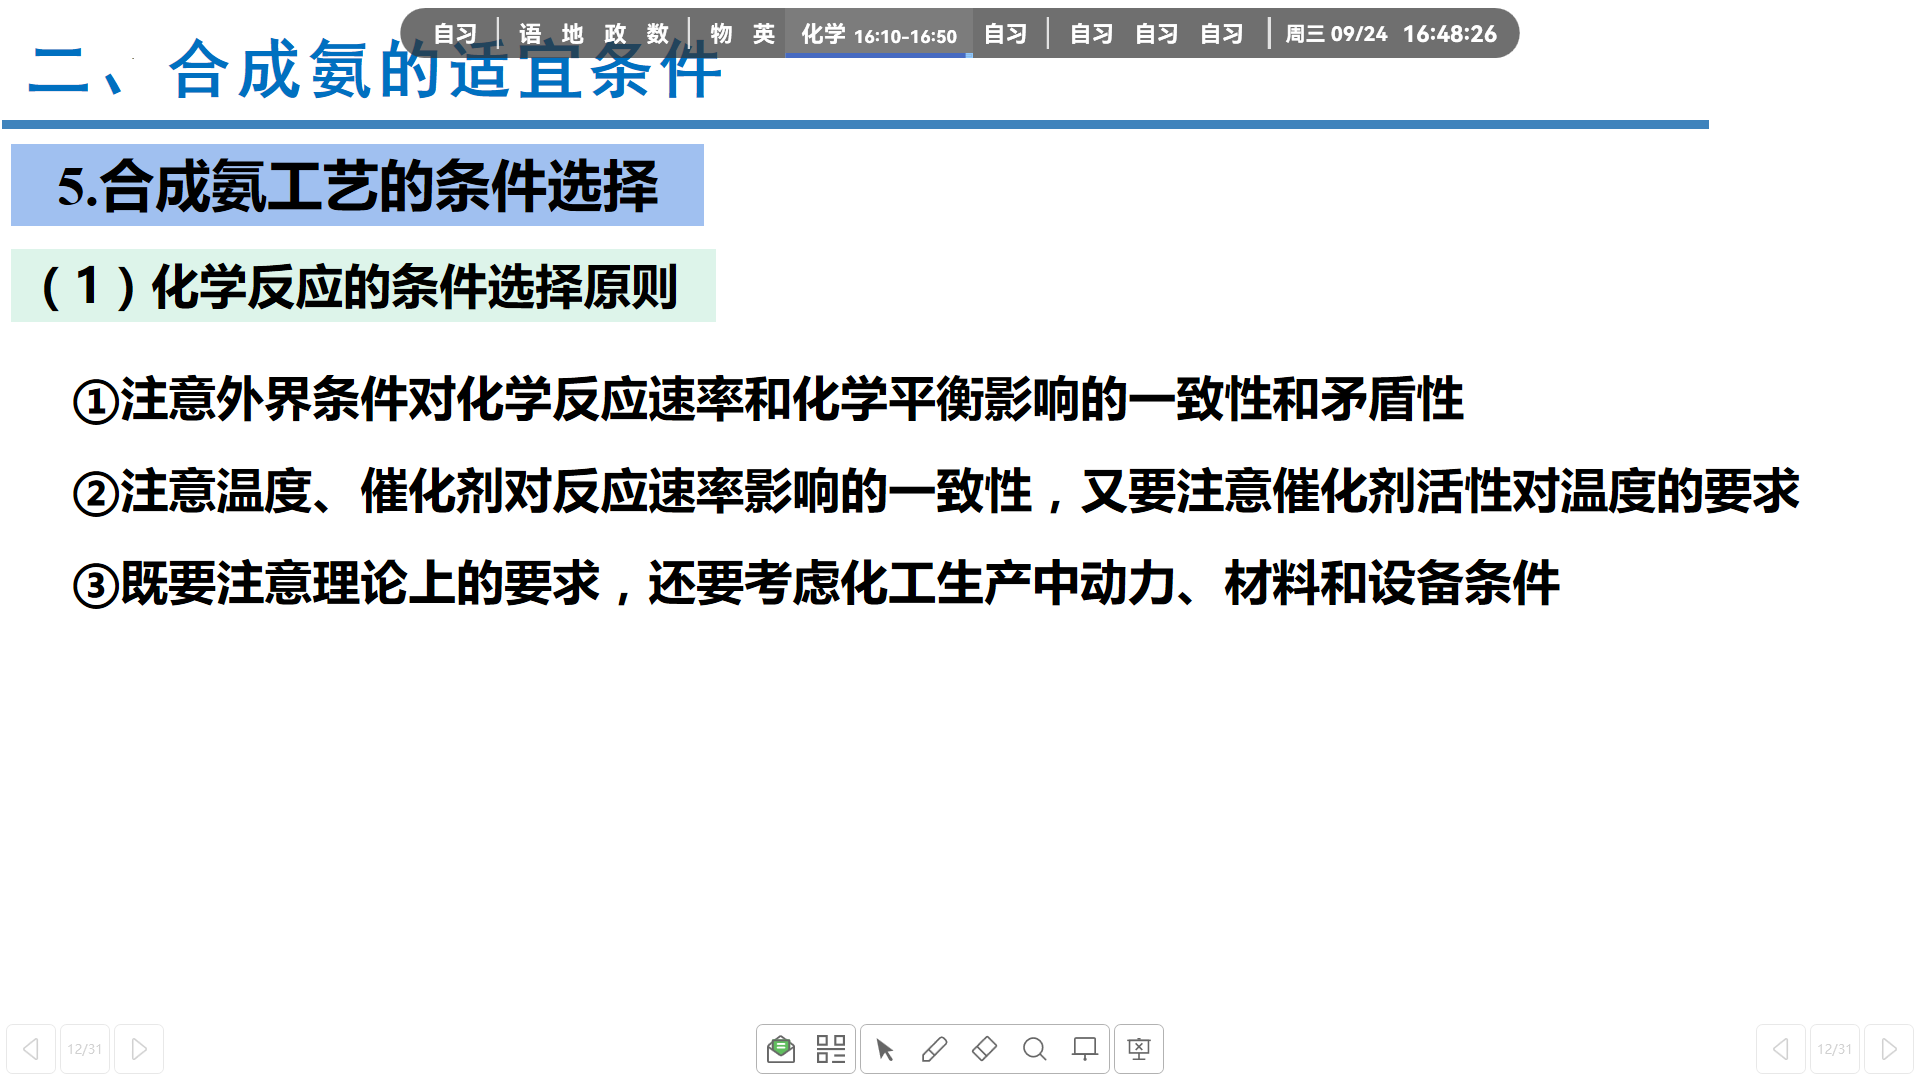 自习 语 地 政 数 物 英 化学 16:10-16:50 自习 自习 自习 自习 周三 09/24 16:48:26
二、合成氨的适宜条件
5.合成氨工艺的条件选择
（1）化学反应的条件选择原则
①注意外界条件对化学反应速率和化学平衡影响的一致性和矛盾性
②注意温度、催化剂对反应速率影响的一致性，又要注意催化剂活性对温度的要求
③既要注意理论上的要求，还要考虑化工生产中动力、材料和设备条件
12/31 12/31